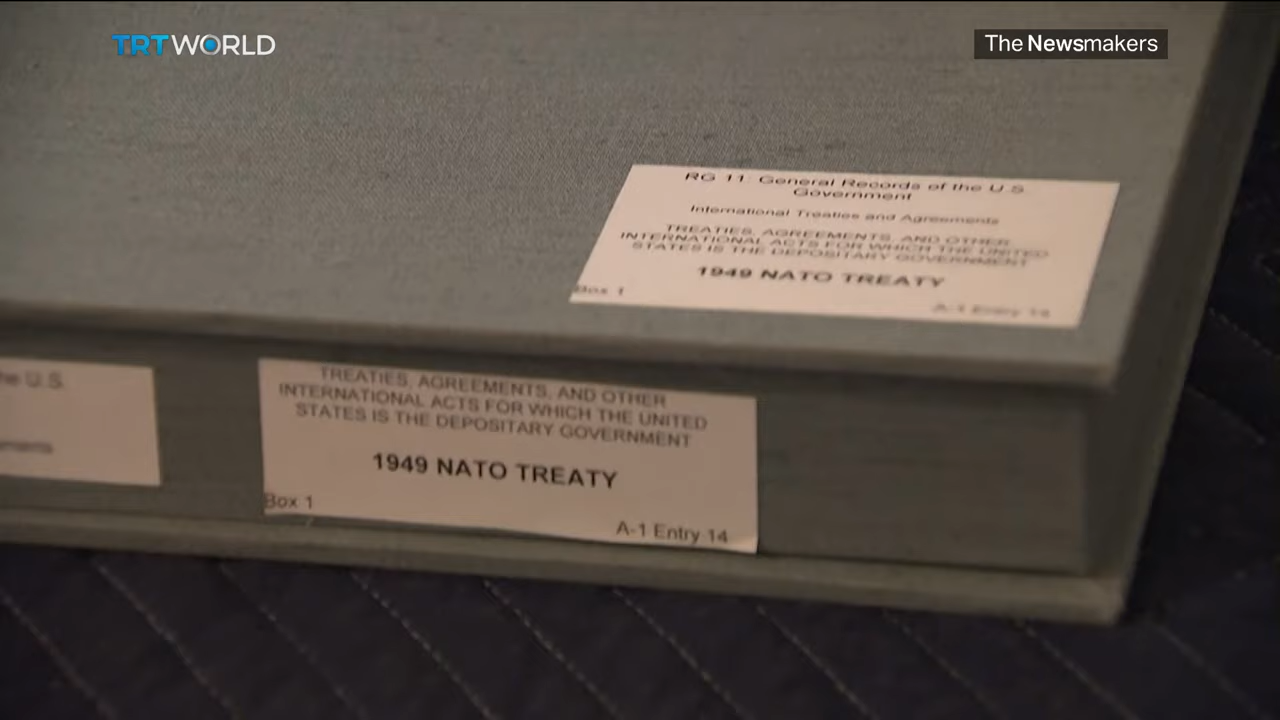 TRT WORLD
The Newsmakers
RG 11: General Records of the U.S.
Government
International Treaties and Agreements
TREATIES, AGREEMENTS, AND OTHER
INTERNATIONAL ACTS FOR WHICH THE UNITED
STATES IS THE DEPOSITARY GOVERNMENT
1949 NATO TREATY
Box 1
A-1 Entry 14
he U.S.
TREATIES, AGREEMENTS, AND OTHER
INTERNATIONAL ACTS FOR WHICH THE UNITED
STATES IS THE DEPOSITARY GOVERNMENT
1949 NATO TREATY
Box 1
A-1 Entry 14